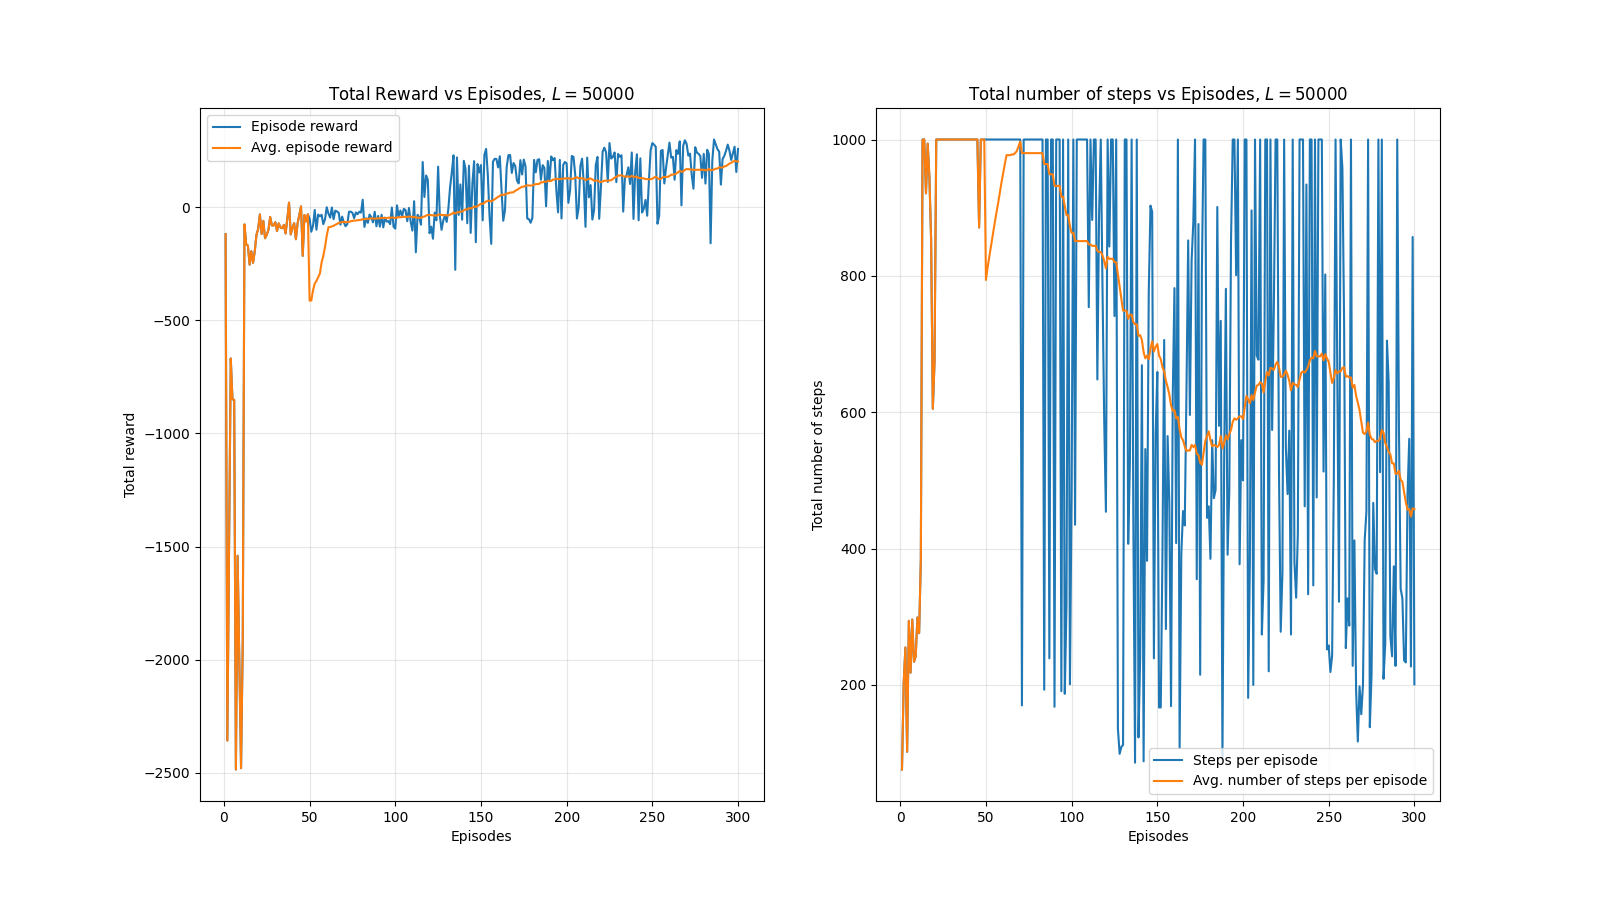 Total Reward vs Episodes, L = 50000
Episode reward
Avg. episode reward
0
−500
−1000
−1500
−2000
−2500
Total reward
0 50 100 150 200 250 300
Episodes
Total number of steps vs Episodes, L = 50000
1000
800
600
400
200
Total number of steps
Steps per episode
Avg. number of steps per episode
0 50 100 150 200 250 300
Episodes